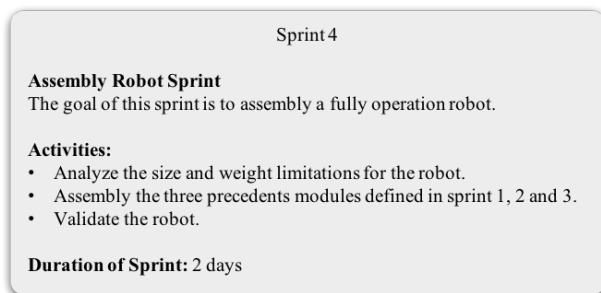 Sprint 4
Assembly Robot Sprint
The goal of this sprint is to assembly a fully operation robot.
Activities:
• Analyze the size and weight limitations for the robot.
• Assembly the three precedents modules defined in sprint 1, 2 and 3.
• Validate the robot.
Duration of Sprint: 2 days